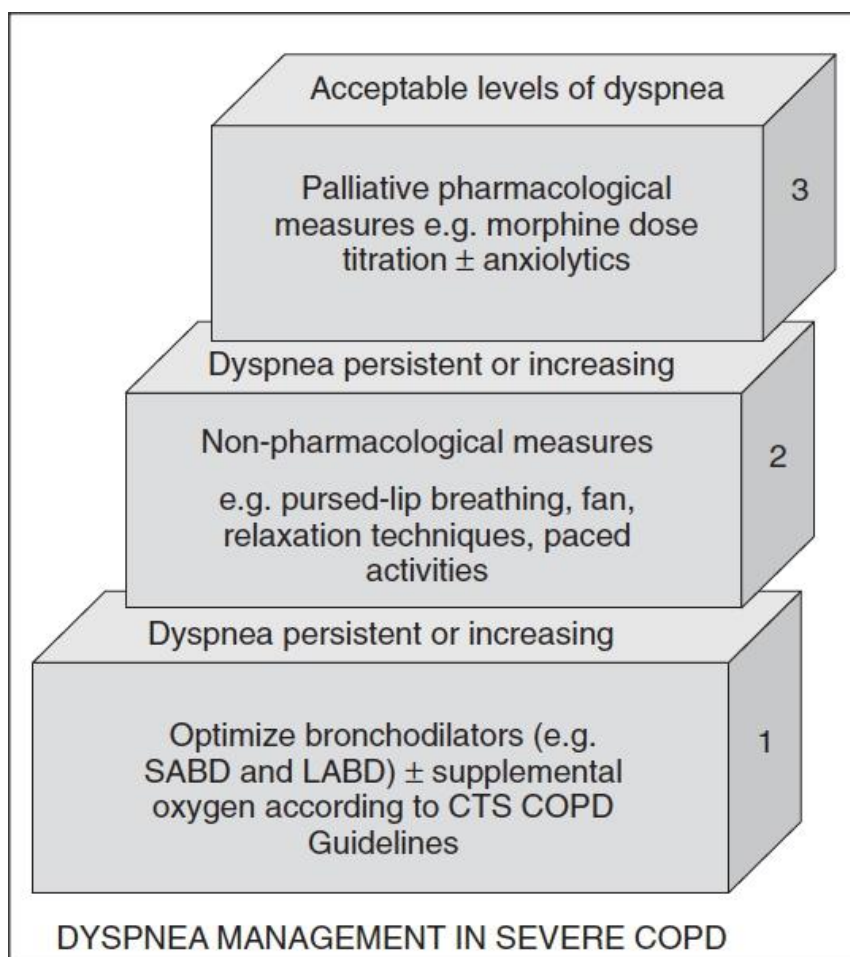 Acceptable levels of dyspnea
Palliative pharmacological
measures e.g. morphine dose
titration ± anxiolytics
3
Dyspnea persistent or increasing
Non-pharmacological measures
e.g. pursed-lip breathing, fan,
relaxation techniques, paced
activities
2
Dyspnea persistent or increasing
Optimize bronchodilators (e.g.
SABD and LABD) ± supplemental
oxygen according to CTS COPD
Guidelines
1
DYSPNEA MANAGEMENT IN SEVERE COPD